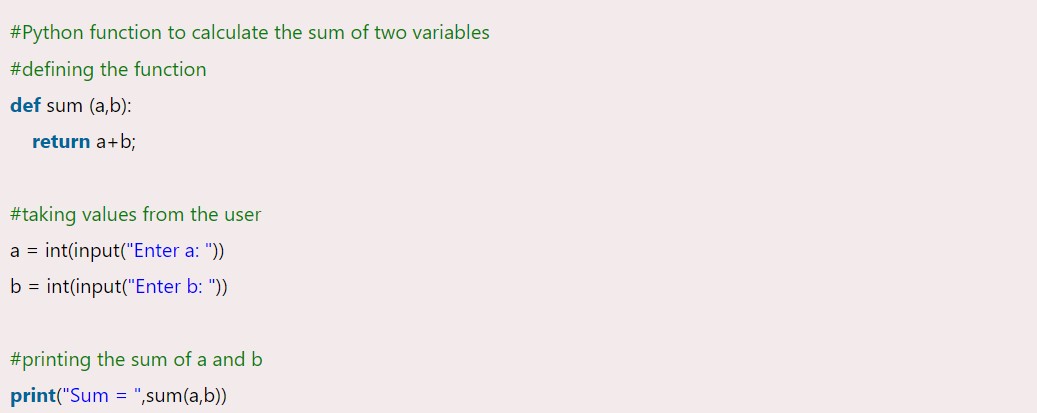 #Python function to calculate the sum of two variables
#defining the function
def sum (a,b):
return a+b;
#taking values from the user
a = int(input("Enter a: "))
b = int(input("Enter b: "))
#printing the sum of a and b
print("Sum = ",sum(a,b))